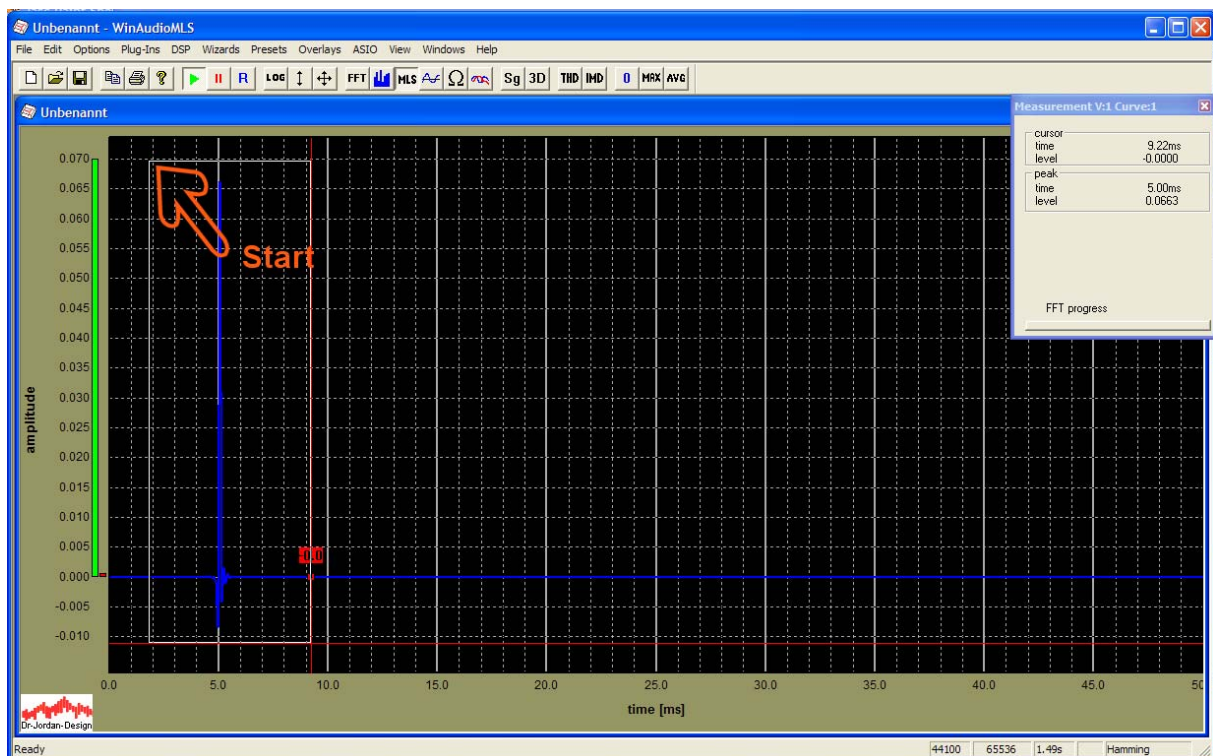 Unbenannt - WinAudioMLS
File Edit Options Plug-Ins DSP Wizards Presets Overlays ASIO View Windows Help
R LOG FFT MLS Ω Sg 3D THD IMD 0 MAX AVG
Unbenannt
Measurement V:1 Curve:1
cursor
time 9.22ms
level -0.0000
peak
time 5.00ms
level 0.0663
FFT progress
0.070
0.065
0.060
0.055
0.050
0.045
0.040
0.035
0.030
0.025
0.020
0.015
0.010
0.005
0.000
-0.005
-0.010
amplitude
Start
0.0 5.0 10.0 15.0 20.0 25.0 30.0 35.0 40.0 45.0
time [ms]
Dr-Jordan-Design
Ready 44100 65536 1.49s Hamming